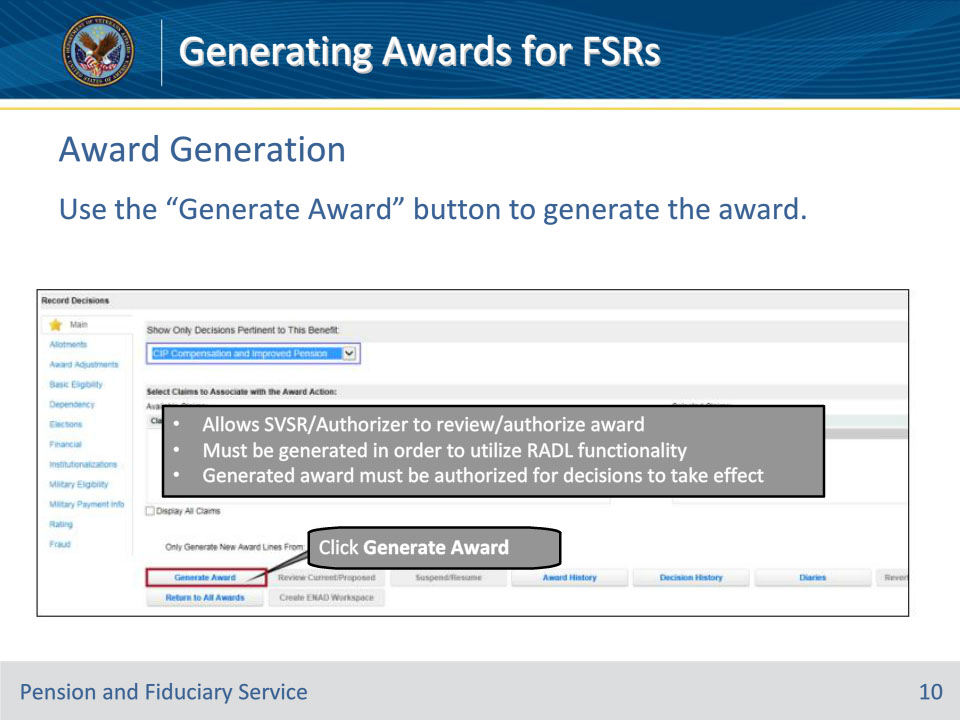 Generating Awards for FSRs
Award Generation
Use the “Generate Award” button to generate the award.
Record Decisions
Main
Allotments
Award Adjustments
Basic Eligibility
Dependency
Elections
Financial
Institutionalizations
Military Eligibility
Military Payment Info
Rating
Fraud
Show Only Decisions Pertinent to This Benefit:
CIP Compensation and Improved Pension
Select Claims to Associate with the Award Action:
• Allows SVSR/Authorizer to review/authorize award
• Must be generated in order to utilize RADL functionality
• Generated award must be authorized for decisions to take effect
Display All Claims
Only Generate New Award Lines From:
Click Generate Award
Generate Award Review Current/Proposed Suspend/Resume Award History Decision History Diaries Revert
Return to All Awards Create ENAD Workspace
Pension and Fiduciary Service 10